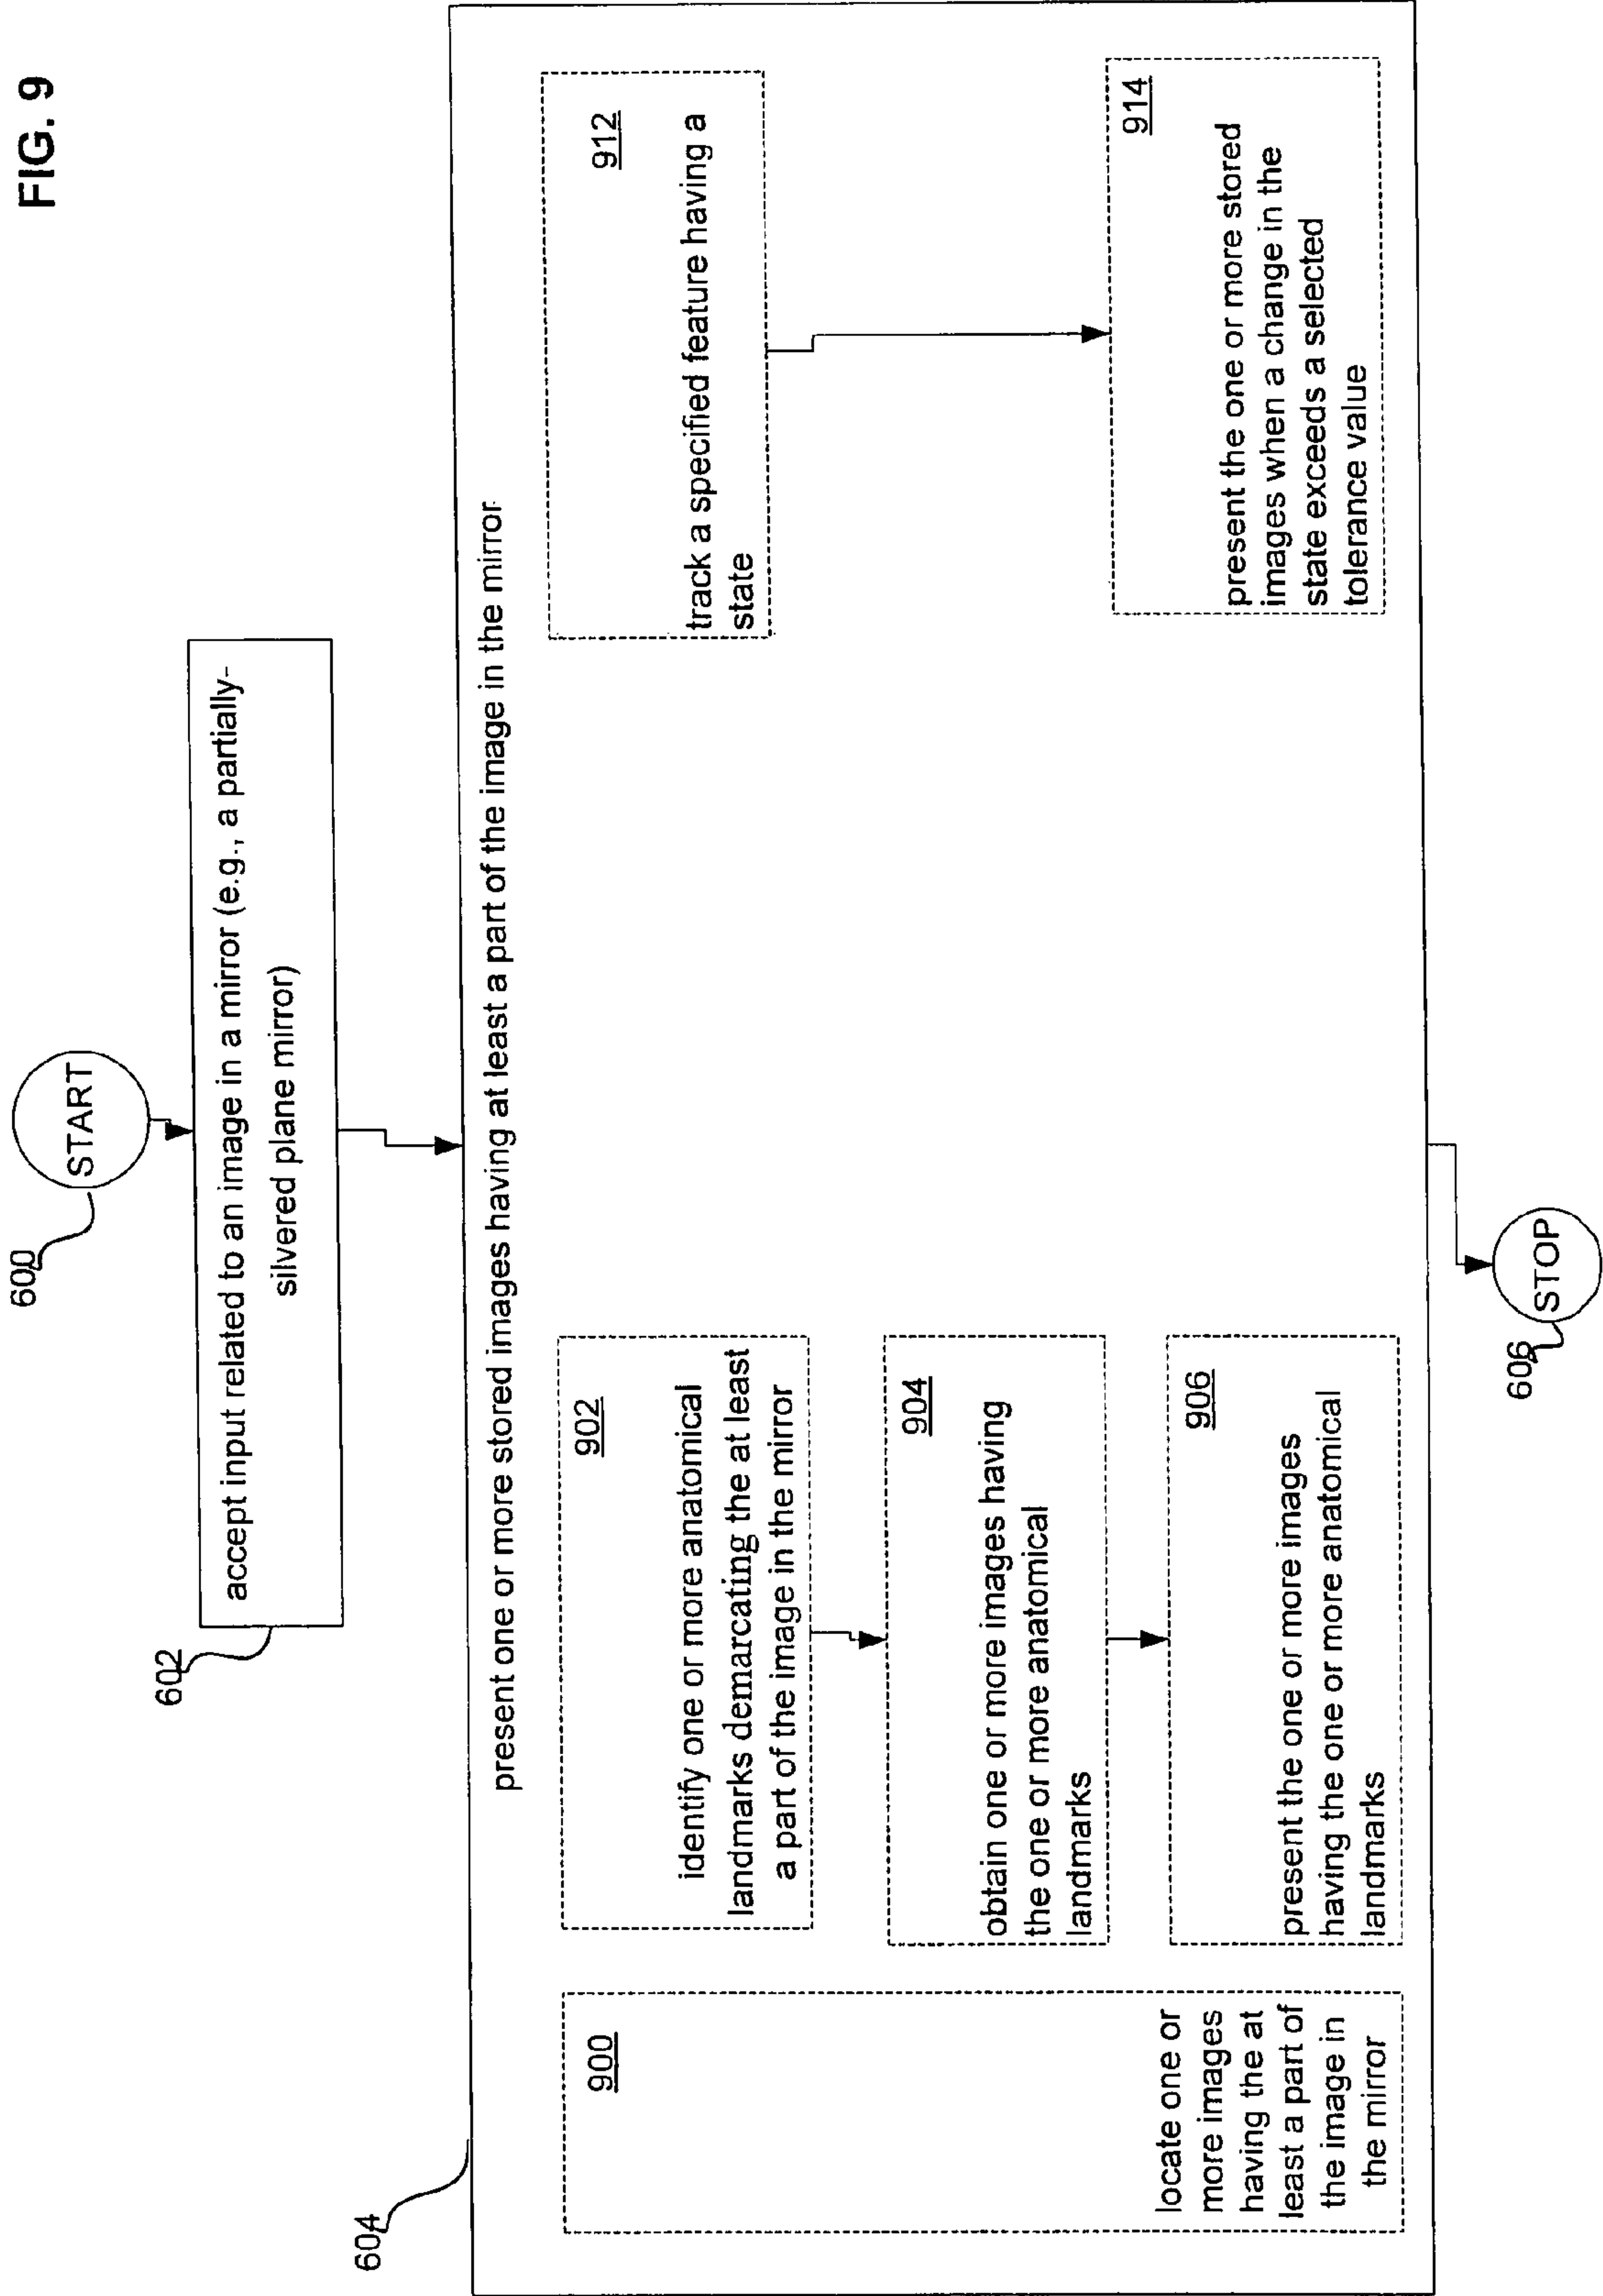 FIG. 9
600
START
602
accept input related to an image in a mirror (e.g., a partially-
silvered plane mirror)
604
present one or more stored images having at least a part of the image in the mirror
900
locate one or
more images
having the at
least a part of
the image in
the mirror
902
identify one or more anatomical
landmarks demarcating the at least
a part of the image in the mirror
904
obtain one or more images having
the one or more anatomical
landmarks
906
present the one or more images
having the one or more anatomical
landmarks
912
track a specified feature having a
state
914
present the one or more stored
images when a change in the
state exceeds a selected
tolerance value
606
STOP